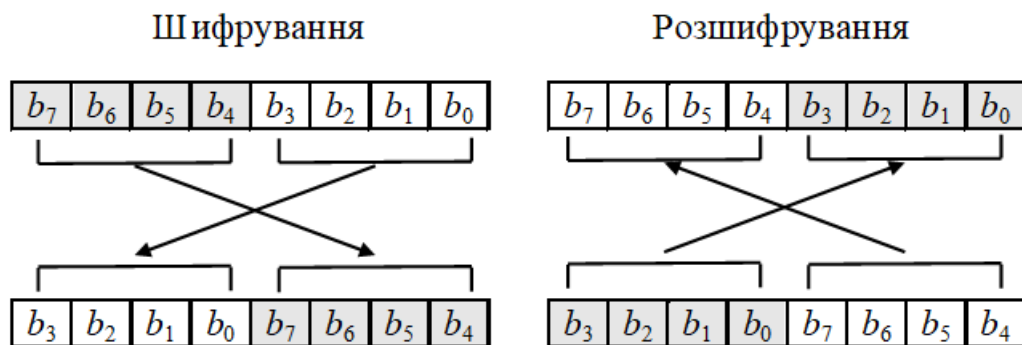 Шифрування Розшифрування
b₇ b₆ b₅ b₄ b₃ b₂ b₁ b₀ b₇ b₆ b₅ b₄ b₃ b₂ b₁ b₀
b₃ b₂ b₁ b₀ b₇ b₆ b₅ b₄ b₃ b₂ b₁ b₀ b₇ b₆ b₅ b₄